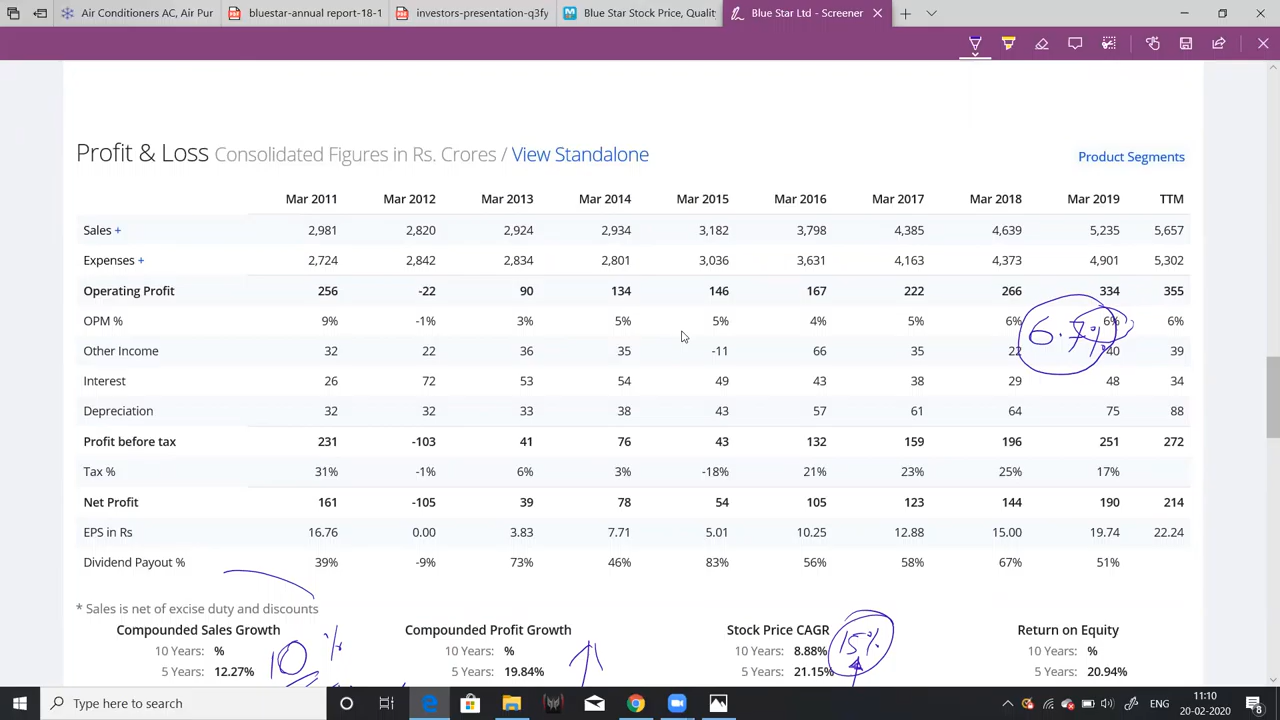 Air Conditioners AC, Air Pur
bluestar-annual report-18-1
investors-presentation-q3fy
Blue Star Stock Price, Quality
Blue Star Ltd - Screener
Profit & Loss Consolidated Figures in Rs. Crores / View Standalone
Product Segments
Mar 2011 Mar 2012 Mar 2013 Mar 2014 Mar 2015 Mar 2016 Mar 2017 Mar 2018 Mar 2019 TTM
Sales + 2,981 2,820 2,924 2,934 3,182 3,798 4,385 4,639 5,235 5,657
Expenses + 2,724 2,842 2,834 2,801 3,036 3,631 4,163 4,373 4,901 5,302
Operating Profit 256 -22 90 134 146 167 222 266 334 355
OPM % 9% -1% 3% 5% 5% 4% 5% 6% 6% 6%
6.7%
Other Income 32 22 36 35 -11 66 35 22 40 39
Interest 26 72 53 54 49 43 38 29 48 34
Depreciation 32 32 33 38 43 57 61 64 75 88
Profit before tax 231 -103 41 76 43 132 159 196 251 272
Tax % 31% -1% 6% 3% -18% 21% 23% 25% 17%
Net Profit 161 -105 39 78 54 105 123 144 190 214
EPS in Rs 16.76 0.00 3.83 7.71 5.01 10.25 12.88 15.00 19.74 22.24
Dividend Payout % 39% -9% 73% 46% 83% 56% 58% 67% 51%
* Sales is net of excise duty and discounts
Compounded Sales Growth
10 Years: %
5 Years: 12.27%
10 %
Compounded Profit Growth
10 Years: %
5 Years: 19.84%
Stock Price CAGR
10 Years: 8.88%
5 Years: 21.15%
15%
Return on Equity
10 Years: %
5 Years: 20.94%
Type here to search
ENG
11:10
20-02-2020
8